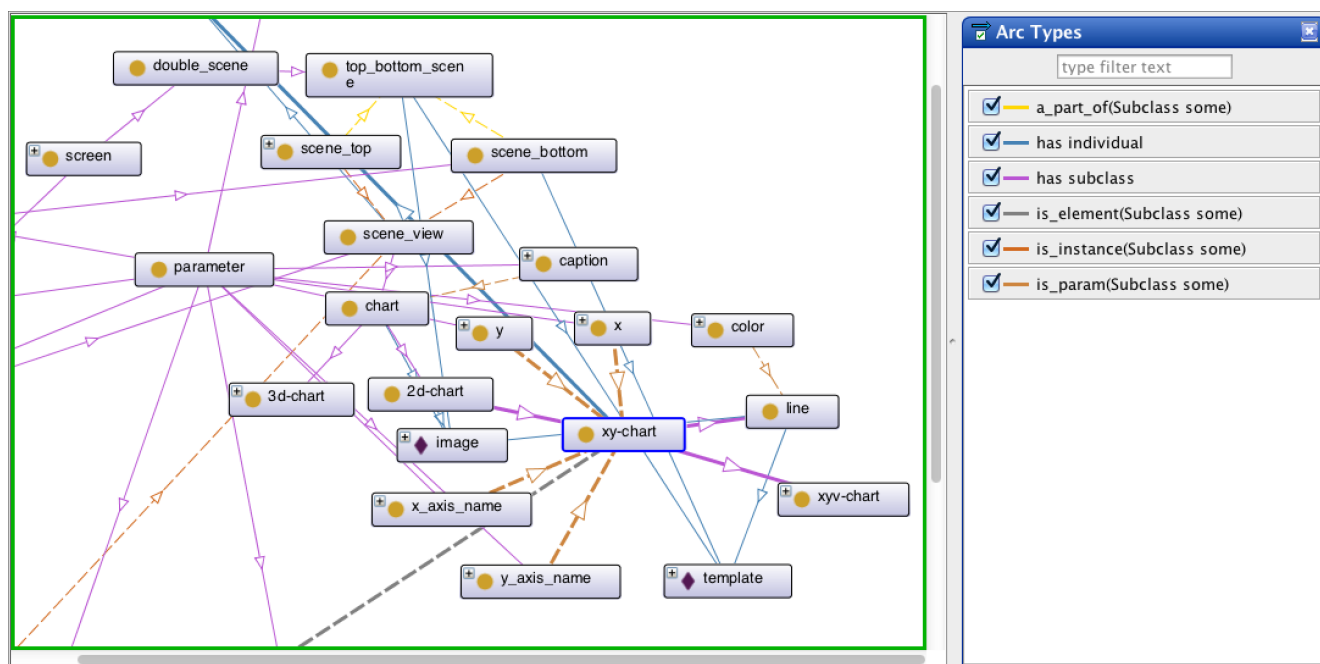 double_scene
top_bottom_scen
e
screen
scene_top
scene_bottom
scene_view
parameter
caption
chart
y
x
color
3d-chart
2d-chart
line
xy-chart
image
x_axis_name
xyv-chart
y_axis_name
template
Arc Types
type filter text
a_part_of(Subclass some)
has individual
has subclass
is_element(Subclass some)
is_instance(Subclass some)
is_param(Subclass some)